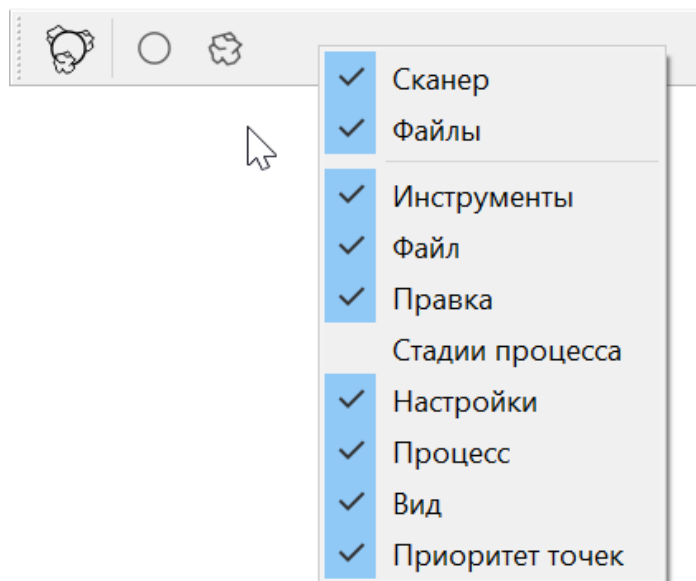 Сканер
Файлы
Инструменты
Файл
Правка
Стадии процесса
Настройки
Процесс
Вид
Приоритет точек